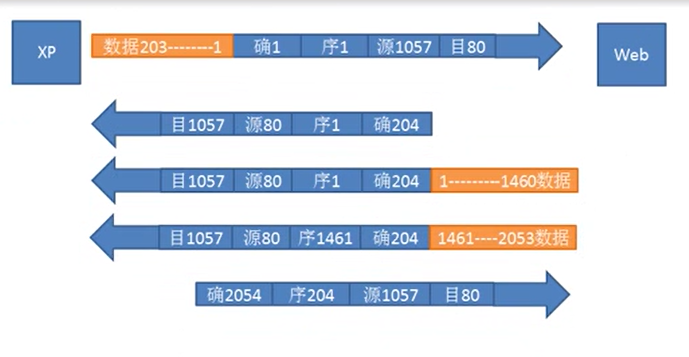 XP 数据203--------1 确1 序1 源1057 目80 Web
目1057 源80 序1 确204
目1057 源80 序1 确204 1---------1460数据
目1057 源80 序1461 确204 1461----2053数据
确2054 序204 源1057 目80